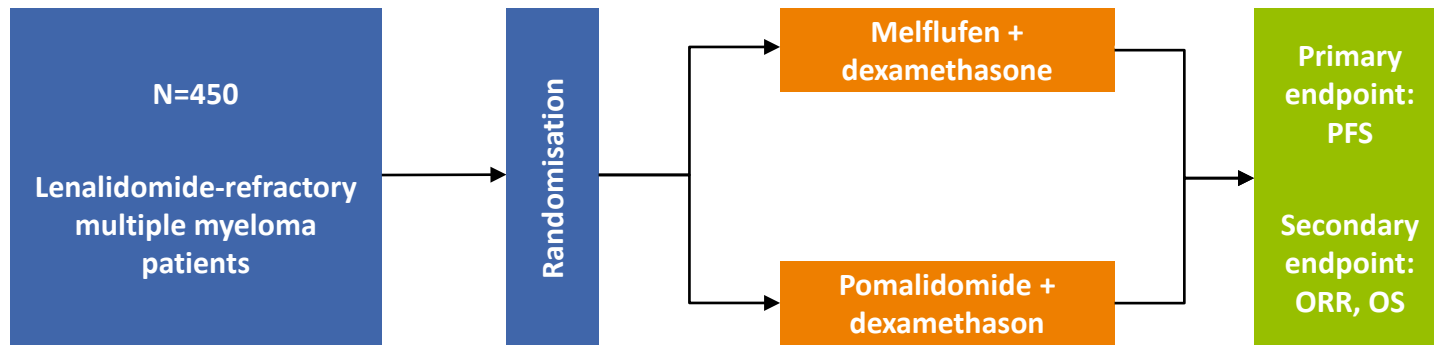 N=450
Lenalidomide-refractory
multiple myeloma
patients
Randomisation
Melflufen +
dexamethasone
Pomalidomide +
dexamethason
Primary
endpoint:
PFS
Secondary
endpoint:
ORR, OS